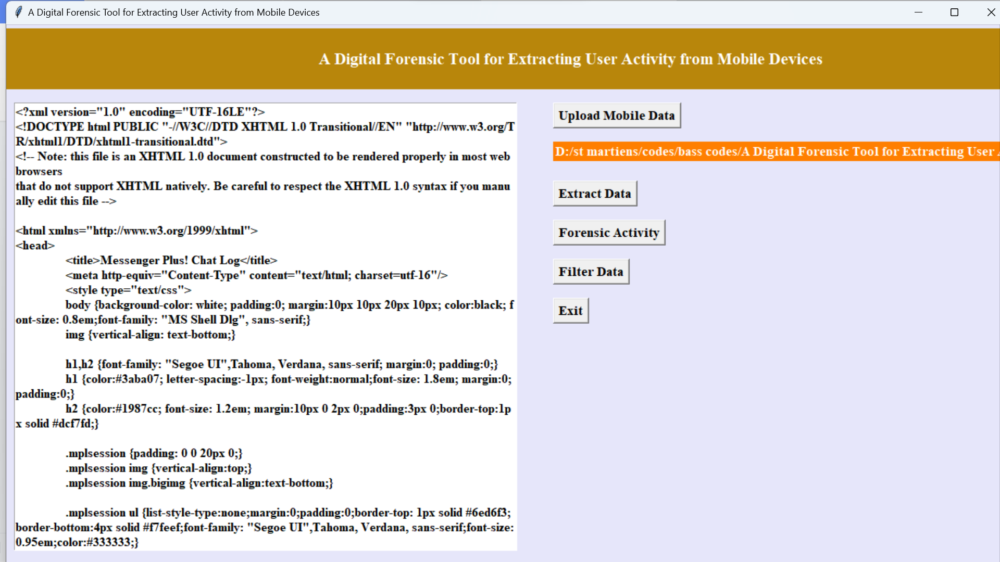 A Digital Forensic Tool for Extracting User Activity from Mobile Devices
A Digital Forensic Tool for Extracting User Activity from Mobile Devices
<?xml version="1.0" encoding="UTF-16LE"?>
<!DOCTYPE html PUBLIC "-//W3C//DTD XHTML 1.0 Transitional//EN" "http://www.w3.org/T
R/xhtml1/DTD/xhtml1-transitional.dtd">
<!-- Note: this file is an XHTML 1.0 document constructed to be rendered properly in most web
browsers
that do not support XHTML natively. Be careful to respect the XHTML 1.0 syntax if you manu
ally edit this file -->
<html xmlns="http://www.w3.org/1999/xhtml">
<head>
<title>Messenger Plus! Chat Log</title>
<meta http-equiv="Content-Type" content="text/html; charset=utf-16"/>
<style type="text/css">
body {background-color: white; padding:0; margin:10px 10px 20px 10px; color:black; f
ont-size: 0.8em;font-family: "MS Shell Dlg", sans-serif;}
img {vertical-align: text-bottom;}
h1,h2 {font-family: "Segoe UI",Tahoma, Verdana, sans-serif; margin:0; padding:0;}
h1 {color:#3aba07; letter-spacing:-1px; font-weight:normal;font-size: 1.8em; margin:0;
padding:0;}
h2 {color:#1987cc; font-size: 1.2em; margin:10px 0 2px 0;padding:3px 0;border-top:1p
x solid #dcf7fd;}
.mplsession {padding: 0 0 20px 0;}
.mplsession img {vertical-align:top;}
.mplsession img.bigimg {vertical-align:text-bottom;}
.mplsession ul {list-style-type:none;margin:0;padding:0;border-top: 1px solid #6ed6f3;
border-bottom:4px solid #f7feef;font-family: "Segoe UI",Tahoma, Verdana, sans-serif;font-size:
0.95em;color:#333333;}
Upload Mobile Data
D:/st martiens/codes/bass codes/A Digital Forensic Tool for Extracting User
Extract Data
Forensic Activity
Filter Data
Exit